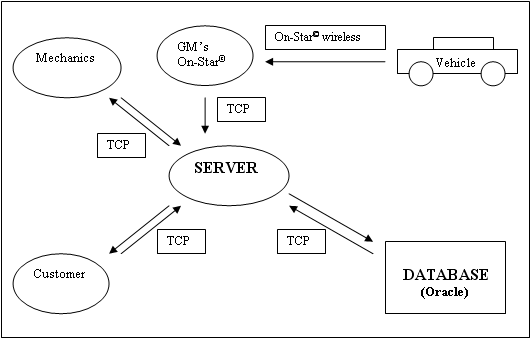 Mechanics
GM's
On-Star®
On-Star© wireless
Vehicle
TCP
TCP
SERVER
TCP
TCP
Customer
DATABASE
(Oracle)